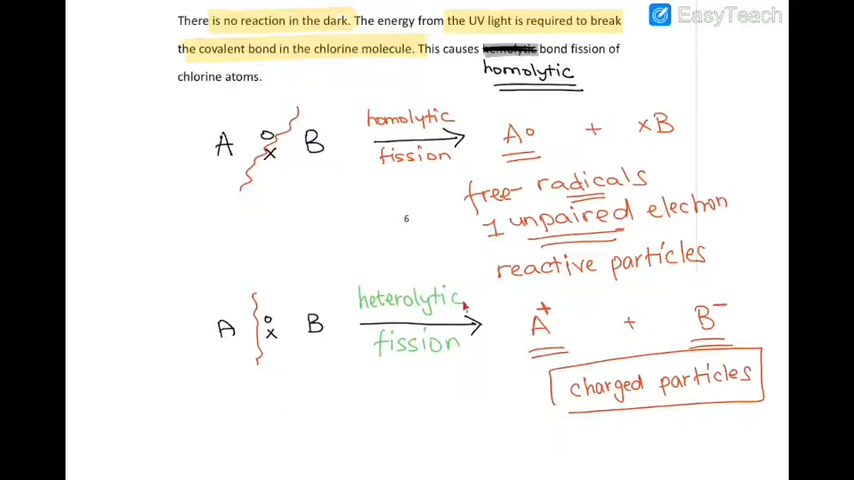 EasyTeach
There is no reaction in the dark. The energy from the UV light is required to break
the covalent bond in the chlorine molecule. This causes bond fission of
homolytic
chlorine atoms.
A o x B homolytic fission Ao + xB
free-radicals
1 unpaired electron
6
reactive particles
A o x B heterolytic fission A+ + B−
charged particles